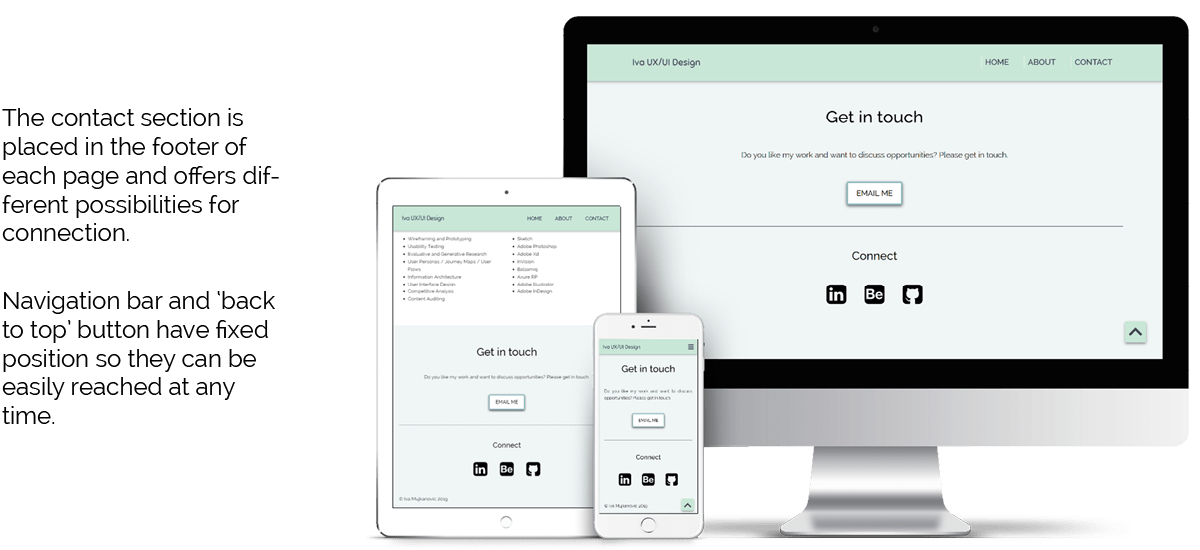 The contact section is
placed in the footer of
each page and offers dif-
ferent possibilities for
connection.
Navigation bar and 'back
to top' button have fixed
position so they can be
easily reached at any
time.
Iva UX/UI Design HOME ABOUT CONTACT
Get in touch
Do you like my work and want to discuss opportunities? Please get in touch.
EMAIL ME
Connect
in Be
Iva UX/UI Design HOME ABOUT CONTACT
Wireframing and Prototyping
Usability Testing
Evaluative and Generative Research
User Personas / Journey Maps / User
Flows
Information Architecture
User Interface Design
Competitive Analysis
Content Auditing
Sketch
Adobe Photoshop
Adobe Xd
InVision
Balsamiq
Axure RP
Adobe Illustrator
Adobe InDesign
Get in touch
Do you like my work and want to discuss opportunities? Please get in touch
EMAIL ME
Connect
in Be
© Iva Mujkanovic 2019
Iva UX/UI Design
Get in touch
Do you like my work and want to discuss
opportunities? Please get in touch.
EMAIL ME
Connect
in Be
© Iva Mujkanovic 2019